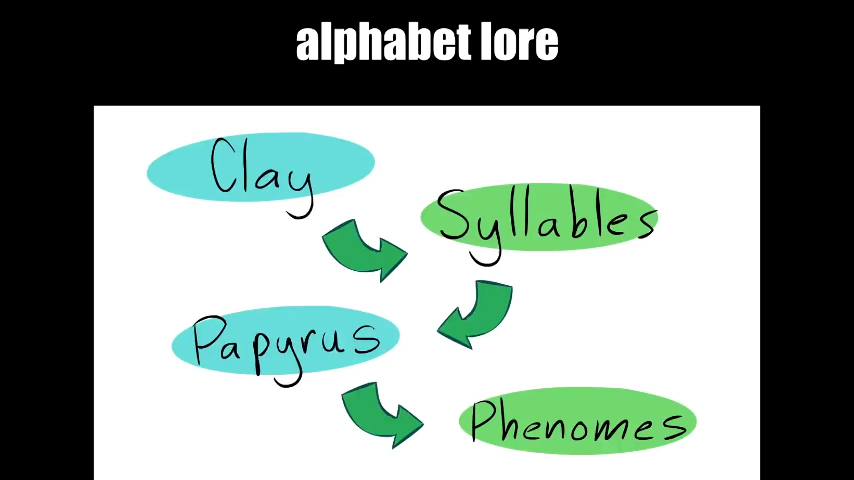 alphabet lore
Clay
Syllables
Papyrus
Phenomes